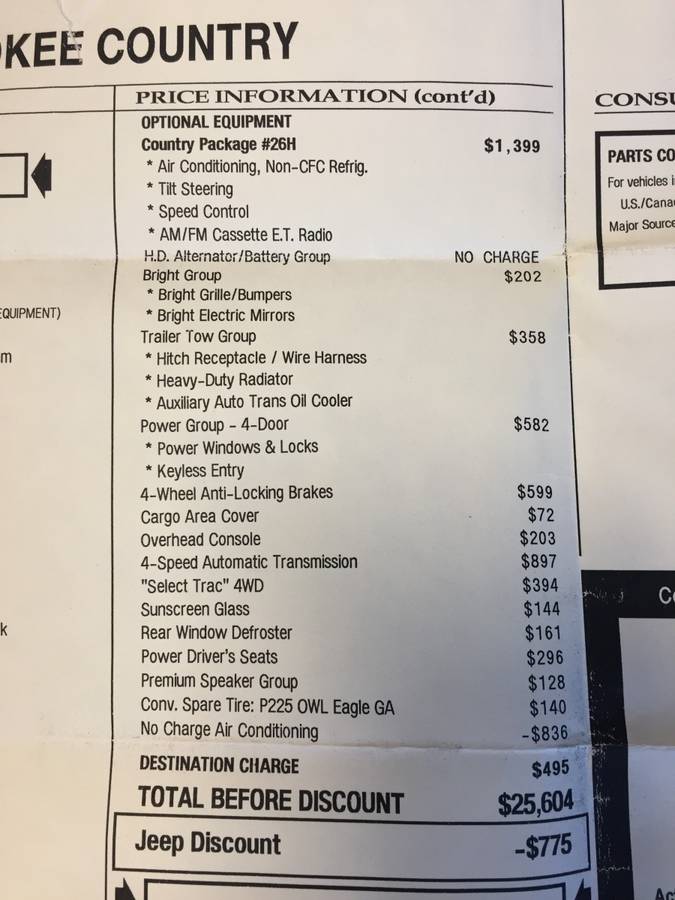 KEE COUNTRY
PRICE INFORMATION (cont'd)
OPTIONAL EQUIPMENT
Country Package #26H $1,399
* Air Conditioning, Non-CFC Refrig.
* Tilt Steering
* Speed Control
* AM/FM Cassette E.T. Radio
H.D. Alternator/Battery Group NO CHARGE
Bright Group $202
* Bright Grille/Bumpers
* Bright Electric Mirrors
Trailer Tow Group $358
* Hitch Receptacle / Wire Harness
* Heavy-Duty Radiator
* Auxiliary Auto Trans Oil Cooler
Power Group - 4-Door $582
* Power Windows & Locks
* Keyless Entry
4-Wheel Anti-Locking Brakes $599
Cargo Area Cover $72
Overhead Console $203
4-Speed Automatic Transmission $897
"Select Trac" 4WD $394
Sunscreen Glass $144
Rear Window Defroster $161
Power Driver's Seats $296
Premium Speaker Group $128
Conv. Spare Tire: P225 OWL Eagle GA $140
No Charge Air Conditioning -$836
DESTINATION CHARGE $495
TOTAL BEFORE DISCOUNT $25,604
Jeep Discount -$775
EQUIPMENT)
m
k
CONSU
PARTS CO
For vehicles i
U.S./Cana
Major Source
Co
Ac